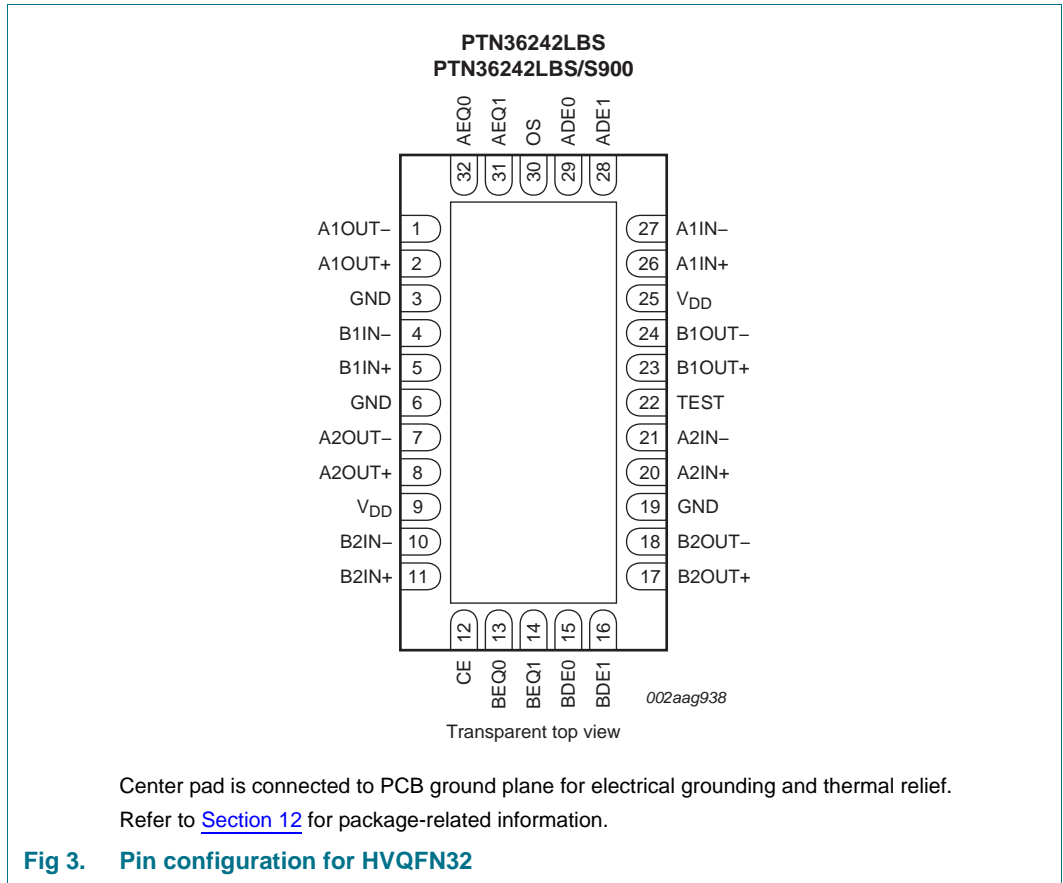 PTN36242LBS
PTN36242LBS/S900
AEQ0 AEQ1 OS ADE0 ADE1
32 31 30 29 28
A1OUT− 1 27 A1IN−
A1OUT+ 2 26 A1IN+
GND 3 25 VDD
B1IN− 4 24 B1OUT−
B1IN+ 5 23 B1OUT+
GND 6 22 TEST
A2OUT− 7 21 A2IN−
A2OUT+ 8 20 A2IN+
VDD 9 19 GND
B2IN− 10 18 B2OUT−
B2IN+ 11 17 B2OUT+
12 13 14 15 16
CE BEQ0 BEQ1 BDE0 BDE1
002aag938
Transparent top view
Center pad is connected to PCB ground plane for electrical grounding and thermal relief.
Refer to Section 12 for package-related information.
Fig 3. Pin configuration for HVQFN32